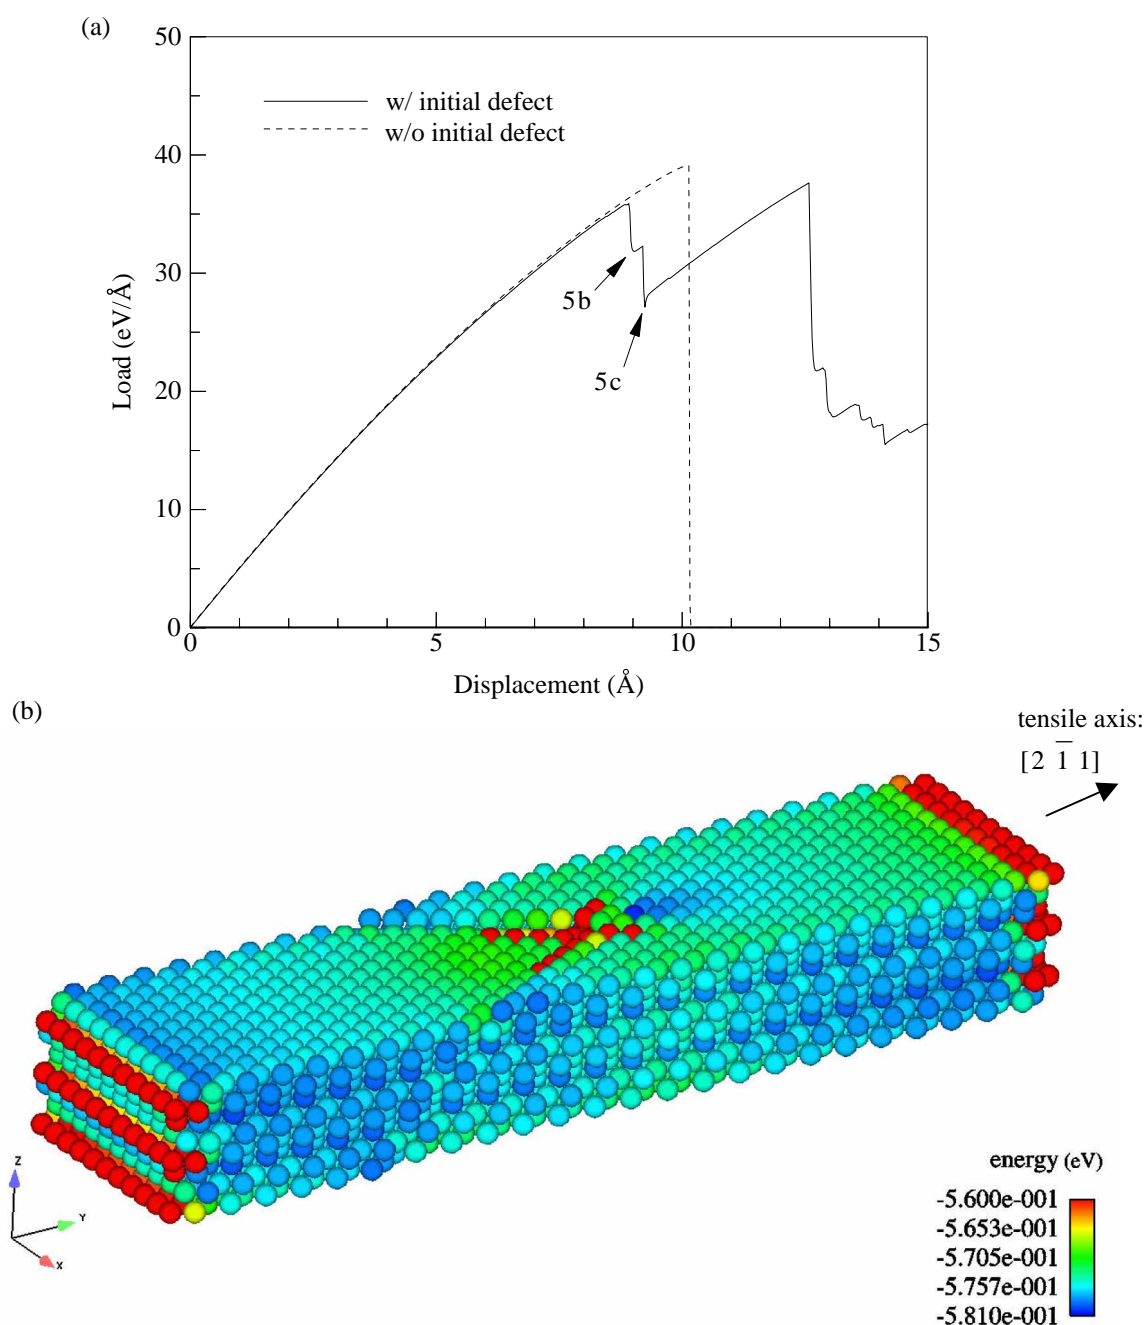 (a)
50
40
30
20
10
0
Load (eV/Å)
w/ initial defect
w/o initial defect
5b
5c
0 5 10 15
Displacement (Å)
(b)
tensile axis:
[2 1̅ 1]
Z
Y
X
energy (eV)
-5.600e-001
-5.653e-001
-5.705e-001
-5.757e-001
-5.810e-001